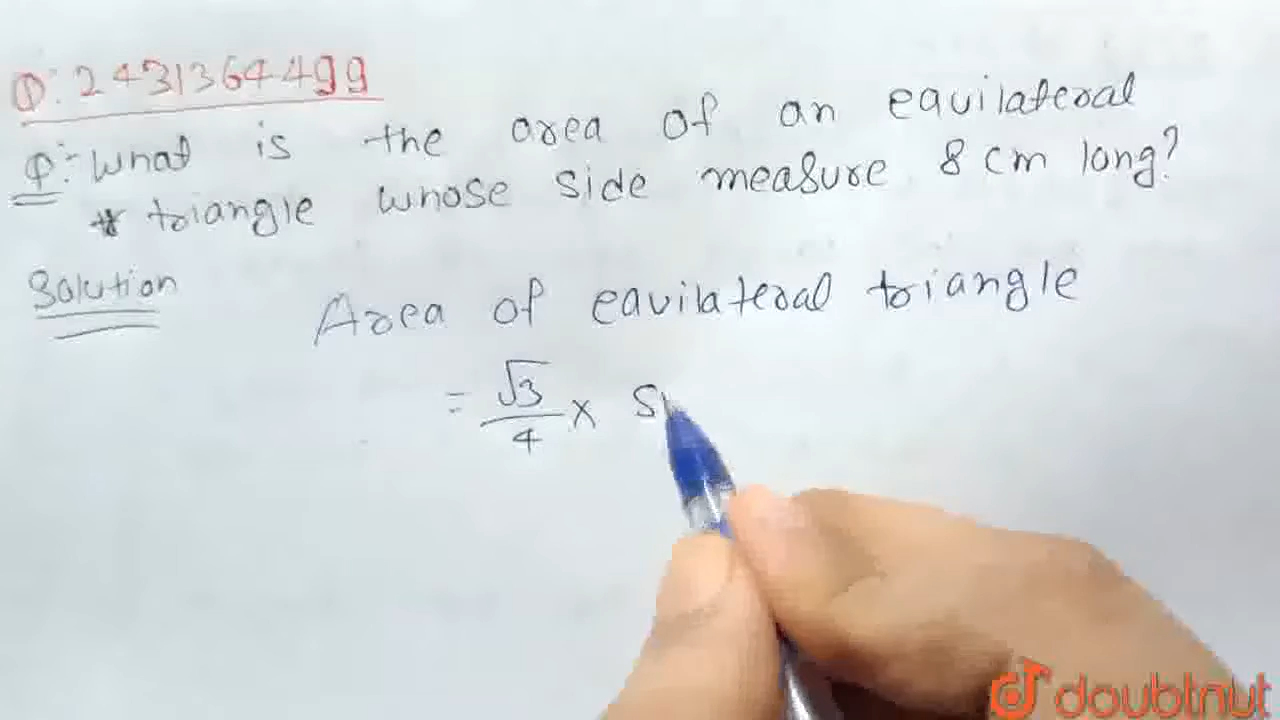 Q: 2431364499
Q:- What is the area of an equilateral
triangle whose side measure 8 cm long?
Solution
Area of equilateral triangle
= √3/4 × S
doubtnut